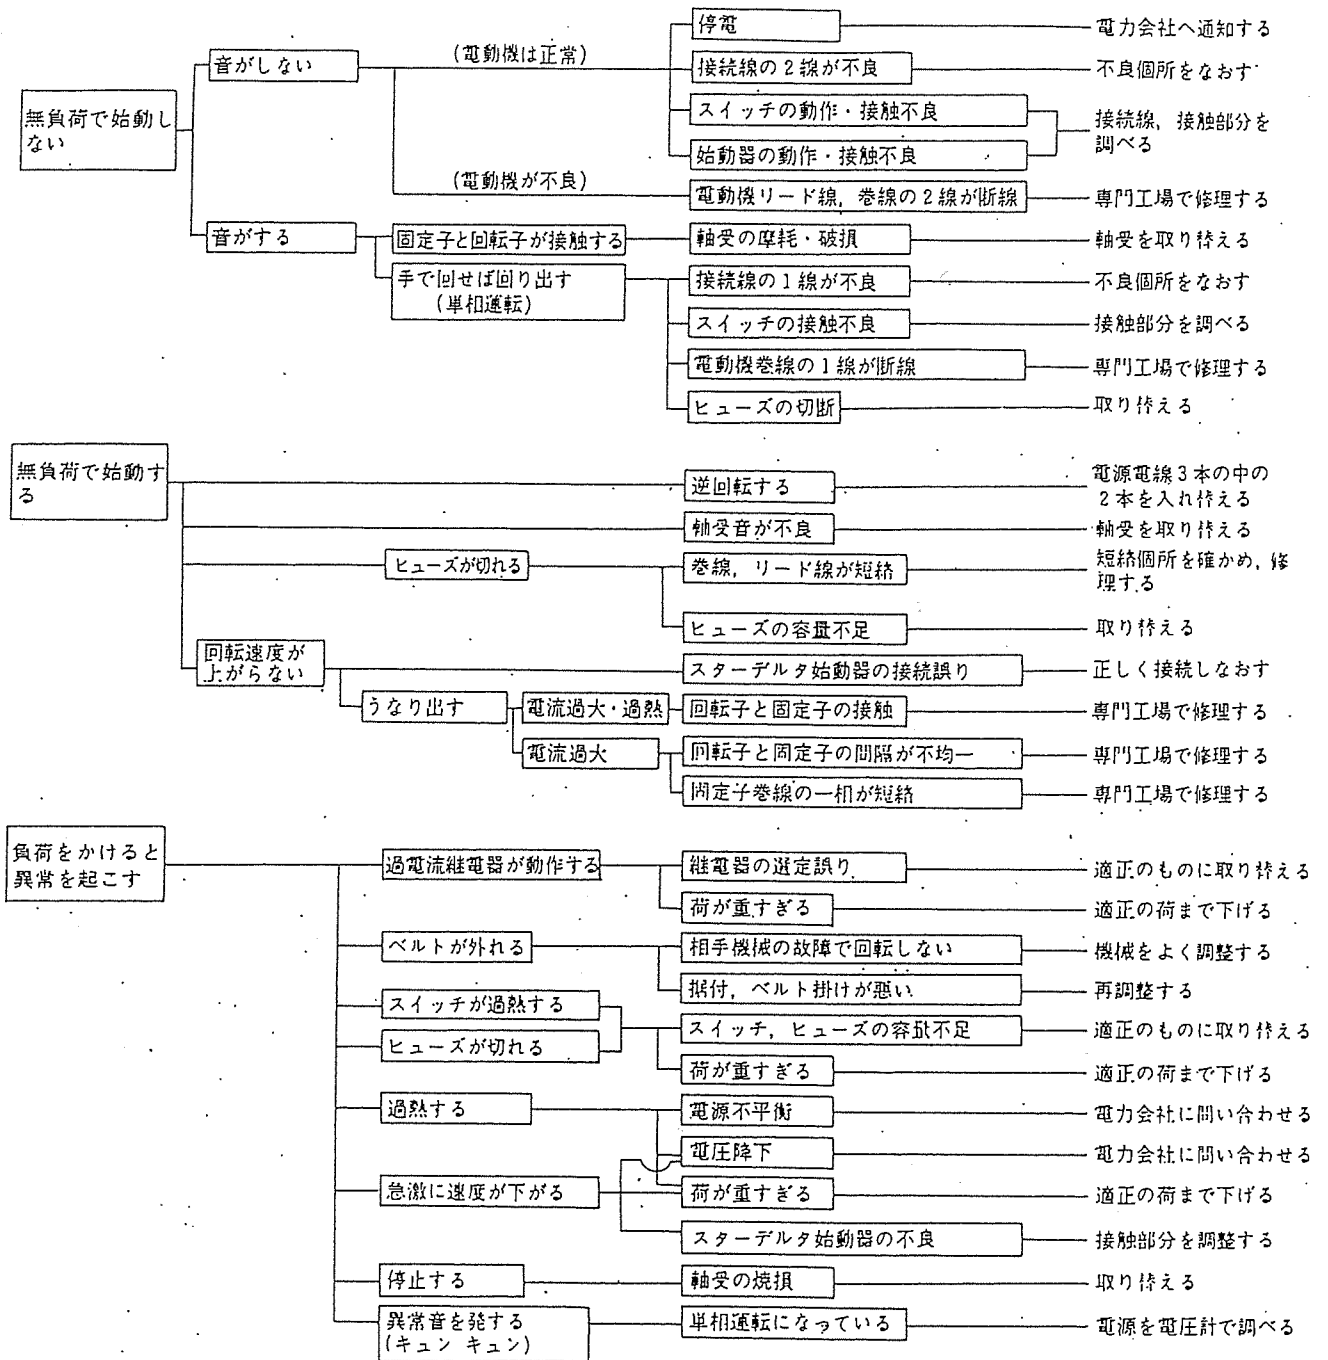 停電
電力会社へ通知する
(電動機は正常)
音がしない
接続線の2線が不良
不良個所をなおす
無負荷で始動し
ない
スイッチの動作・接触不良
接続線, 接触部分を
調べる
始動器の動作・接触不良
(電動機が不良)
電動機リード線, 巻線の2線が断線
専門工場で修理する
音がする
固定子と回転子が接触する
軸受の摩耗・破損
軸受を取り替える
手で回せば回り出す
(単相運転)
接続線の1線が不良
不良個所をなおす
スイッチの接触不良
接触部分を調べる
電動機巻線の1線が断線
専門工場で修理する
ヒューズの切断
取り替える
無負荷で始動す
る
逆回転する
電源電線3本の中の
2本を入れ替える
軸受音が不良
軸受を取り替える
ヒューズが切れる
巻線, リード線が短絡
短絡個所を確かめ, 修
理する
ヒューズの容量不足
取り替える
回転速度が
上がらない
スターデルタ始動器の接続誤り
正しく接続しなおす
うなり出す
電流過大・過熱
回転子と固定子の接触
専門工場で修理する
電流過大
回転子と固定子の間隔が不均一
専門工場で修理する
固定子巻線の一相が短絡
専門工場で修理する
負荷をかけると
異常を起こす
過電流継電器が動作する
継電器の選定誤り
適正のものに取り替える
荷が重すぎる
適正の荷まで下げる
ベルトが外れる
相手機械の故障で回転しない
機械をよく調整する
据付, ベルト掛けが悪い
再調整する
スイッチが過熱する
スイッチ, ヒューズの容量不足
適正のものに取り替える
ヒューズが切れる
荷が重すぎる
適正の荷まで下げる
過熱する
電源不平衡
電力会社に問い合わせる
電圧降下
電力会社に問い合わせる
急激に速度が下がる
荷が重すぎる
適正の荷まで下げる
スターデルタ始動器の不良
接触部分を調整する
停止する
軸受の焼損
取り替える
異常音を発する
(キュン キュン)
単相運転になっている
電源を電圧計で調べる